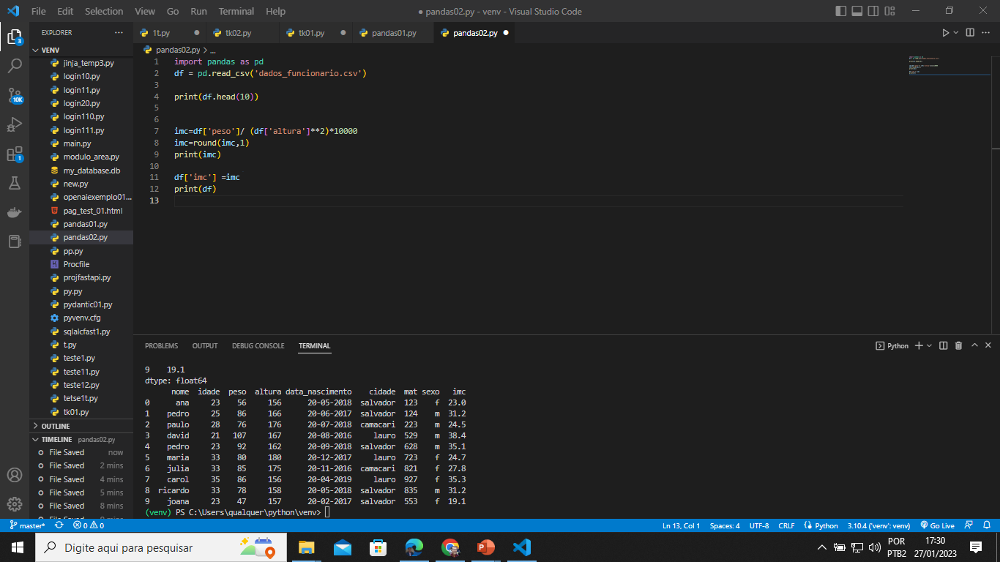 File Edit Selection View Go Run Terminal Help
● pandas02.py - venv - Visual Studio Code
EXPLORER ...
1t.py ●
tk02.py
tk01.py ●
pandas01.py
pandas02.py ●
VENV
jinja_temp3.py
login10.py
login11.py
login20.py
login110.py
login111.py
main.py
modulo_area.py
my_database.db
new.py
openaiexemplo01...
pag_test_01.html
pandas01.py
pandas02.py
pp.py
Procfile
projfastapi.py
py.py
pydantic01.py
pyvenv.cfg
sqlalcfast1.py
t.py
teste1.py
teste11.py
teste12.py
tetse1t.py
tk01.py
OUTLINE
TIMELINE pandas02.py
File Saved now
File Saved 2 mins
File Saved 4 mins
File Saved 5 mins
File Saved 8 mins
3
10K
1
pandas02.py > ...
1 import pandas as pd
2 df = pd.read_csv('dados_funcionario.csv')
3
4 print(df.head(10))
5
6
7 imc=df['peso']/ (df['altura']**2)*10000
8 imc=round(imc,1)
9 print(imc)
10
11 df['imc'] =imc
12 print(df)
13
PROBLEMS OUTPUT DEBUG CONSOLE TERMINAL
Python
9 19.1
dtype: float64
nome idade peso altura data_nascimento cidade mat sexo imc
0 ana 23 56 156 20-05-2018 salvador 123 f 23.0
1 pedro 25 86 166 20-06-2017 salvador 124 m 31.2
2 paulo 28 76 176 20-07-2018 camacari 223 m 24.5
3 david 21 107 167 20-08-2016 lauro 529 m 38.4
4 pedro 23 92 162 20-09-2018 salvador 628 m 35.1
5 maria 33 80 180 20-12-2017 lauro 723 f 24.7
6 julia 33 85 175 20-11-2016 camacari 821 f 27.8
7 carol 35 86 156 20-04-2019 lauro 927 f 35.3
8 ricardo 33 78 158 20-05-2018 salvador 835 m 31.2
9 joana 23 47 157 20-02-2017 salvador 553 f 19.1
(venv) PS C:\Users\qualquer\python\venv>
master* 0 0
Ln 13, Col 1 Spaces: 4 UTF-8 CRLF Python 3.10.4 ('venv': venv) Go Live
Digite aqui para pesquisar
POR
PTB2
17:30
27/01/2023